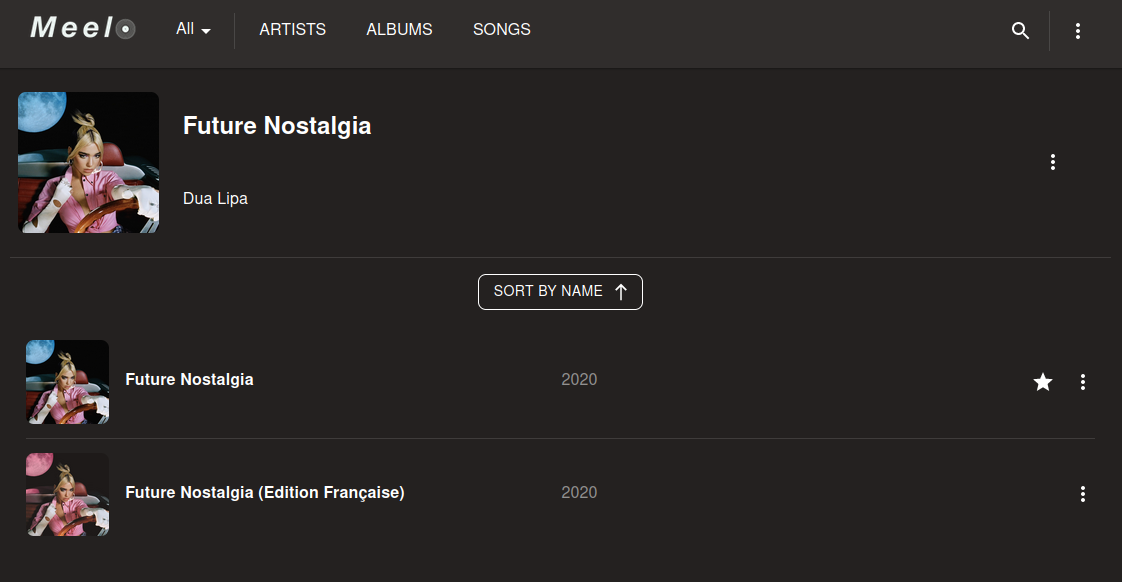 Meelo
All
ARTISTS
ALBUMS
SONGS
Future Nostalgia
Dua Lipa
SORT BY NAME
Future Nostalgia
2020
Future Nostalgia (Edition Française)
2020